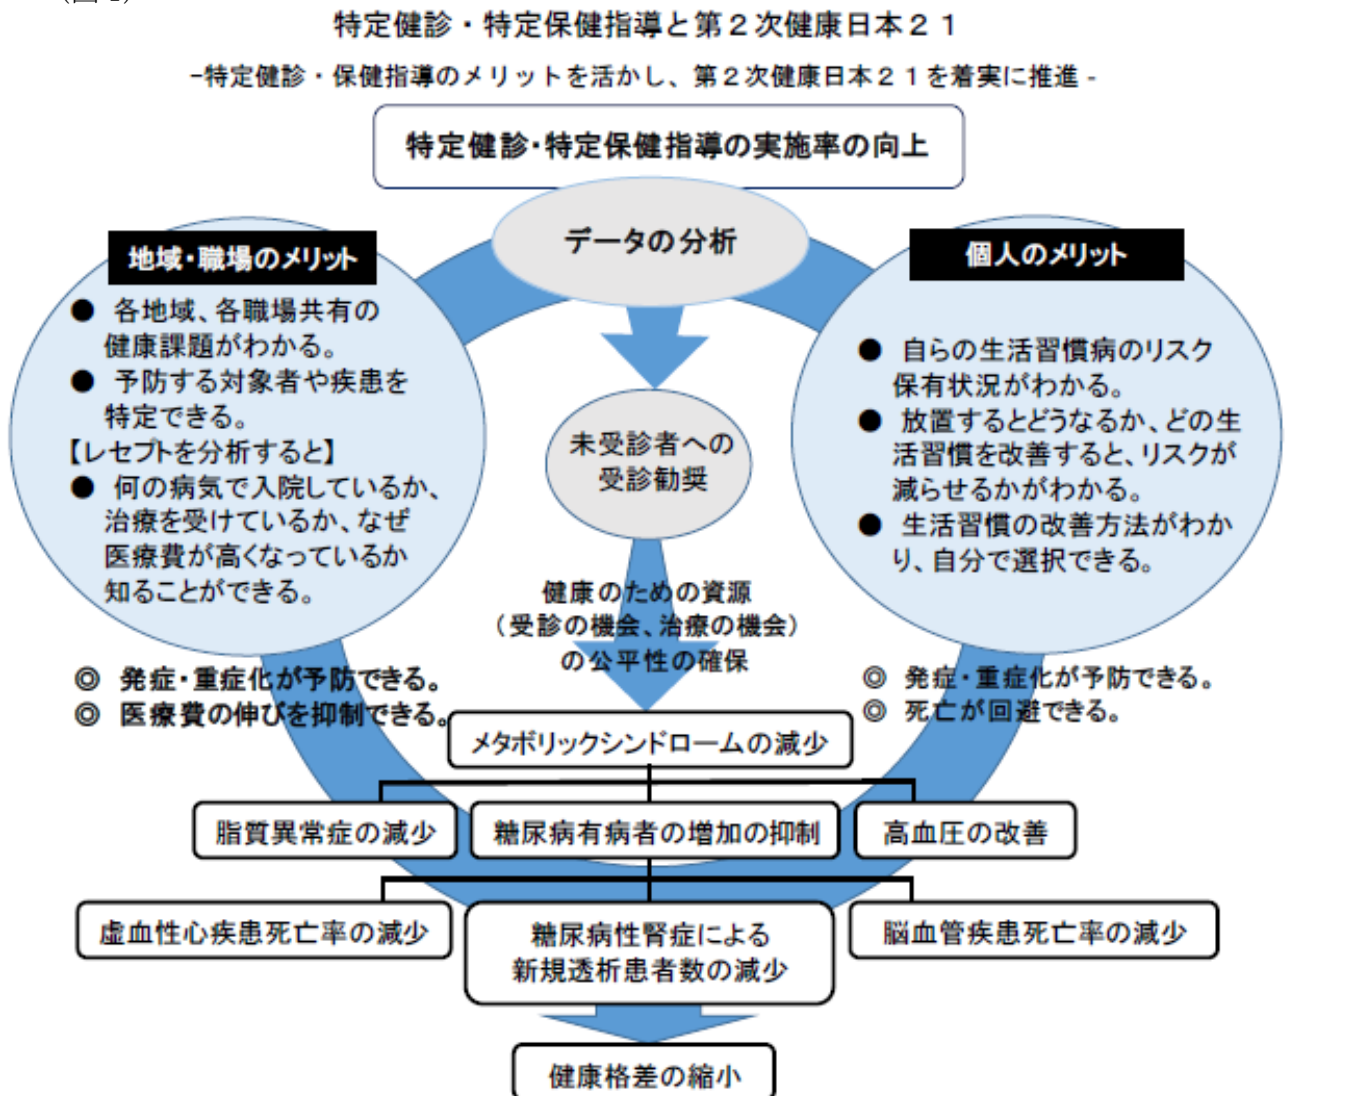 特定健診・特定保健指導と第２次健康日本２１
-特定健診・保健指導のメリットを活かし、第２次健康日本２１を着実に推進 -
特定健診・特定保健指導の実施率の向上
データの分析
地域・職場のメリット
● 各地域、各職場共有の
健康課題がわかる。
● 予防する対象者や疾患を
特定できる。
【レセプトを分析すると】
● 何の病気で入院しているか、
治療を受けているか、なぜ
医療費が高くなっているか
知ることができる。
◎ 発症・重症化が予防できる。
◎ 医療費の伸びを抑制できる。
個人のメリット
● 自らの生活習慣病のリスク
保有状況がわかる。
● 放置するとどうなるか、どの生
活習慣を改善すると、リスクが
減らせるかがわかる。
● 生活習慣の改善方法がわか
り、自分で選択できる。
◎ 発症・重症化が予防できる。
◎ 死亡が回避できる。
未受診者への
受診勧奨
健康のための資源
（受診の機会、治療の機会）
の公平性の確保
メタボリックシンドロームの減少
脂質異常症の減少
糖尿病有病者の増加の抑制
高血圧の改善
虚血性心疾患死亡率の減少
糖尿病性腎症による
新規透析患者数の減少
脳血管疾患死亡率の減少
健康格差の縮小